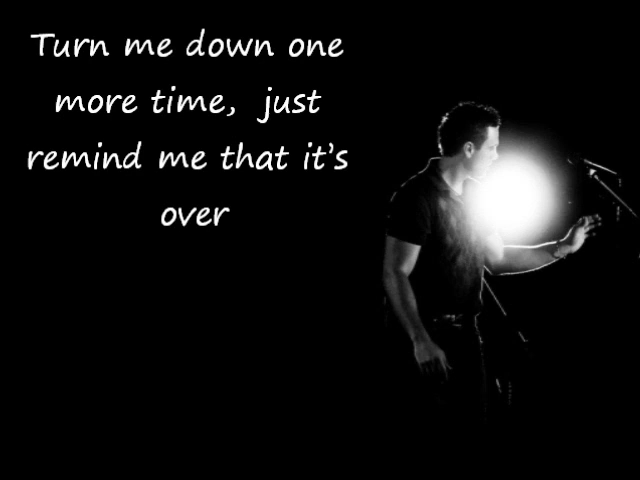 Turn me down one
more time,  just
remind me that it's
over